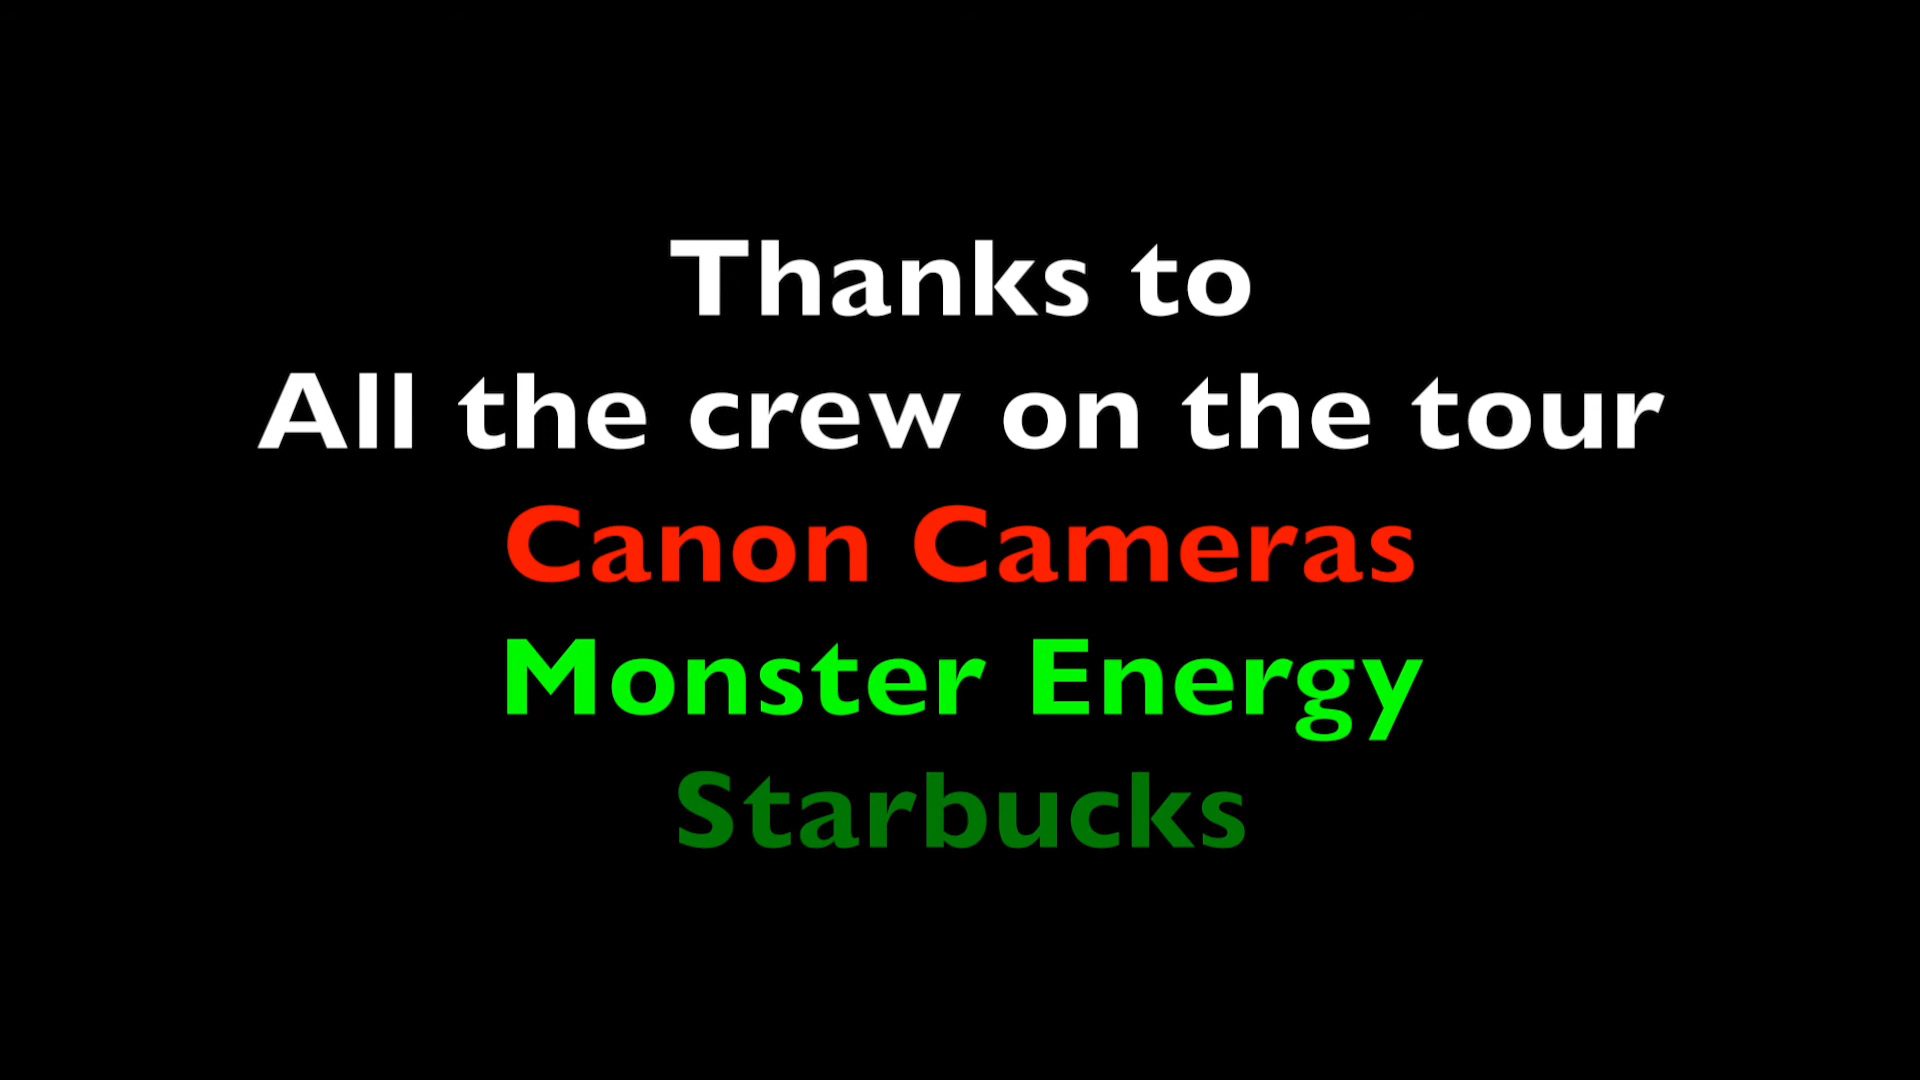 Thanks to
All the crew on the tour
Canon Cameras
Monster Energy
Starbucks